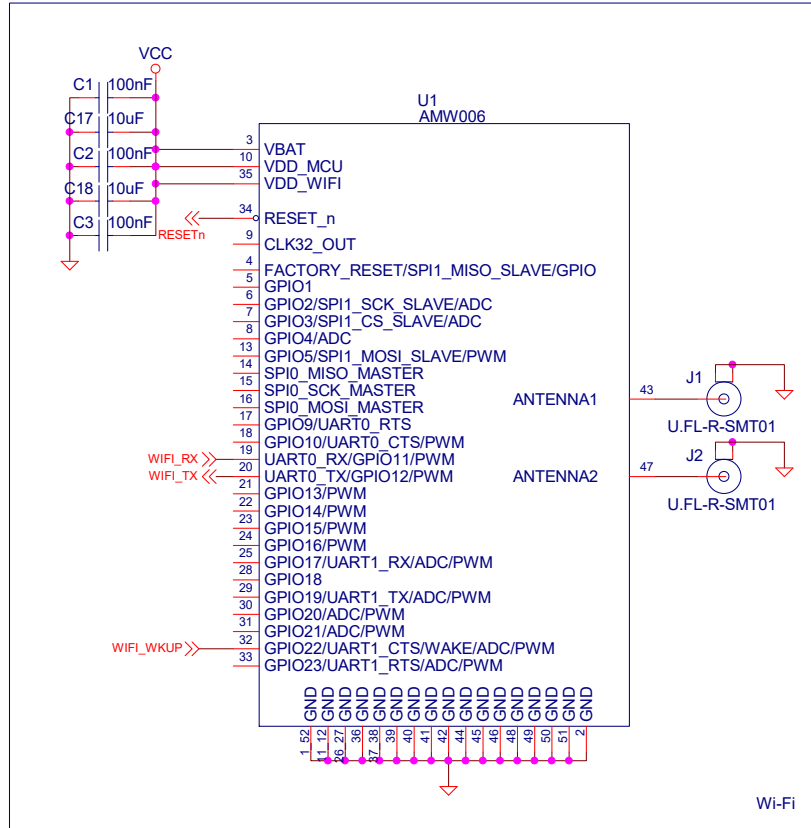 VCC
C1 100nF
C17 10uF
C2 100nF
C18 10uF
C3 100nF
U1
AMW006
3 VBAT
10 VDD_MCU
35 VDD_WIFI
34 RESET_n
RESETn
9 CLK32_OUT
4 FACTORY_RESET/SPI1_MISO_SLAVE/GPIO
5 GPIO1
6 GPIO2/SPI1_SCK_SLAVE/ADC
7 GPIO3/SPI1_CS_SLAVE/ADC
8 GPIO4/ADC
13 GPIO5/SPI1_MOSI_SLAVE/PWM
14 SPI0_MISO_MASTER
15 SPI0_SCK_MASTER
16 SPI0_MOSI_MASTER
17 GPIO9/UART0_RTS
18 GPIO10/UART0_CTS/PWM
WIFI_RX 19 UART0_RX/GPIO11/PWM
WIFI_TX 20 UART0_TX/GPIO12/PWM
21 GPIO13/PWM
22 GPIO14/PWM
23 GPIO15/PWM
24 GPIO16/PWM
25 GPIO17/UART1_RX/ADC/PWM
28 GPIO18
29 GPIO19/UART1_TX/ADC/PWM
30 GPIO20/ADC/PWM
31 GPIO21/ADC/PWM
WIFI_WKUP 32 GPIO22/UART1_CTS/WAKE/ADC/PWM
33 GPIO23/UART1_RTS/ADC/PWM
ANTENNA1 43
J1
U.FL-R-SMT01
ANTENNA2 47
J2
U.FL-R-SMT01
GND GND GND GND GND GND GND GND GND GND GND GND GND GND GND GND GND
1 52 11 12 26 27 36 37 38 39 40 41 42 44 45 46 48 49 50 51 2
Wi-Fi